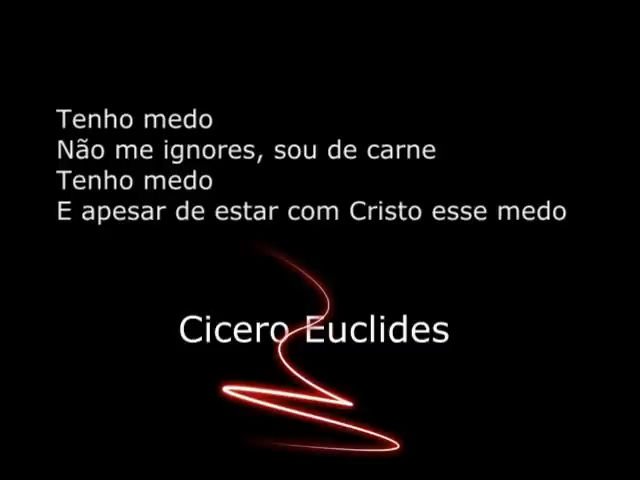 Tenho medo
Não me ignores, sou de carne
Tenho medo
E apesar de estar com Cristo esse medo
Cicero Euclides